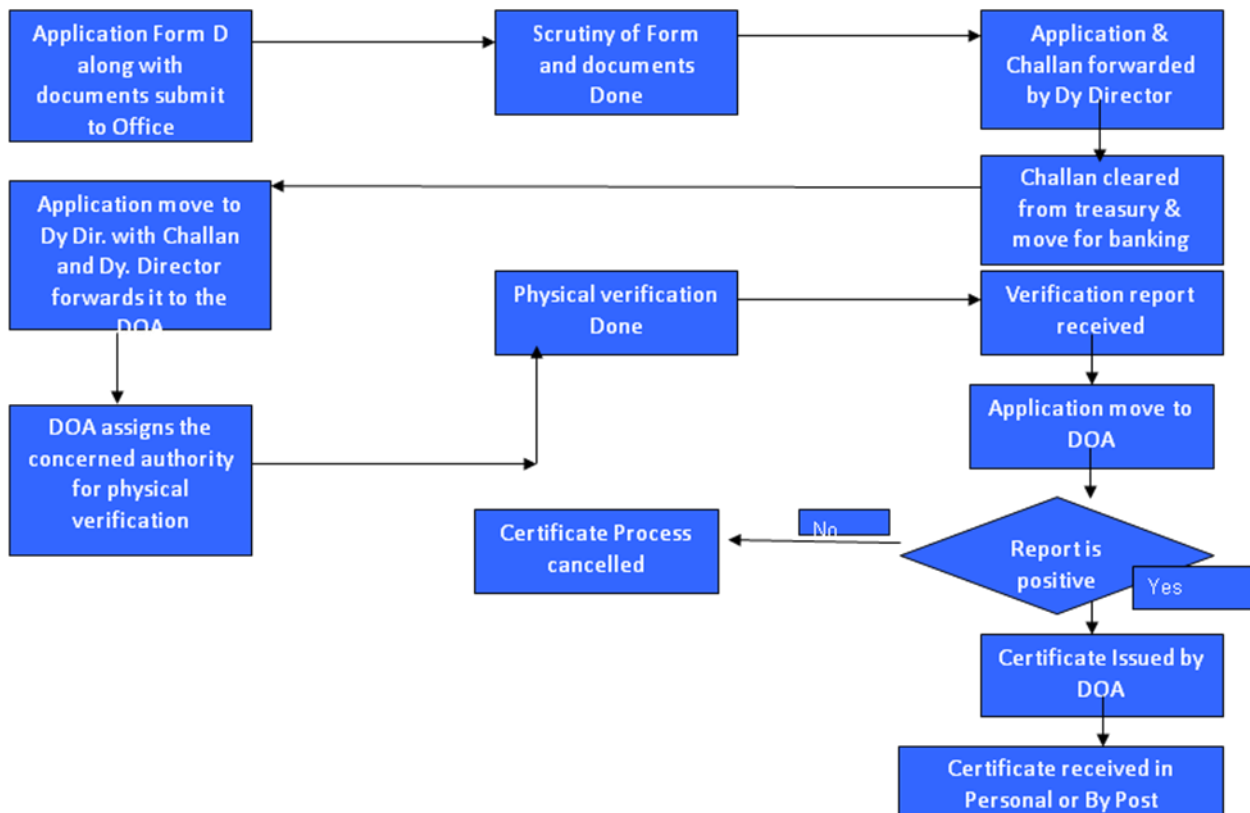 Application Form D
along with
documents submit
to Office
Scrutiny of Form
and documents
Done
Application &
Challan forwarded
by Dy Director
Challan cleared
from treasury &
move for banking
Application move to
Dy Dir. with Challan
and Dy. Director
forwards it to the
DOA
DOA assigns the
concerned authority
for physical
verification
Physical verification
Done
Verification report
received
Application move to
DOA
Report is
positive
No
Certificate Process
cancelled
Yes
Certificate Issued by
DOA
Certificate received in
Personal or By Post